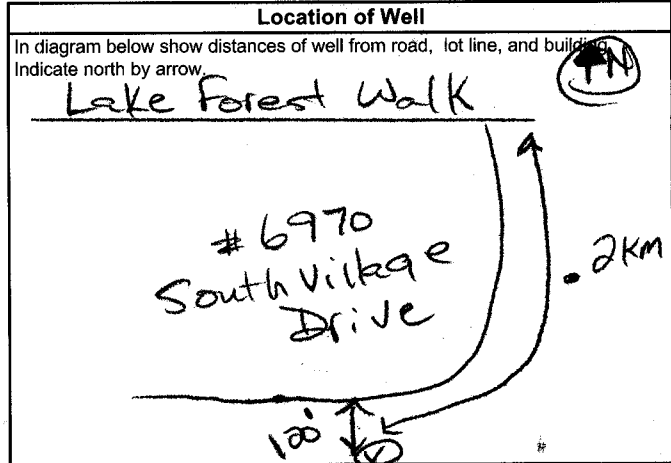 Location of Well
In diagram below show distances of well from road, lot line, and building.
Indicate north by arrow.
N
Lake Forest Walk
#6970
South Village
Drive
.2KM
100'